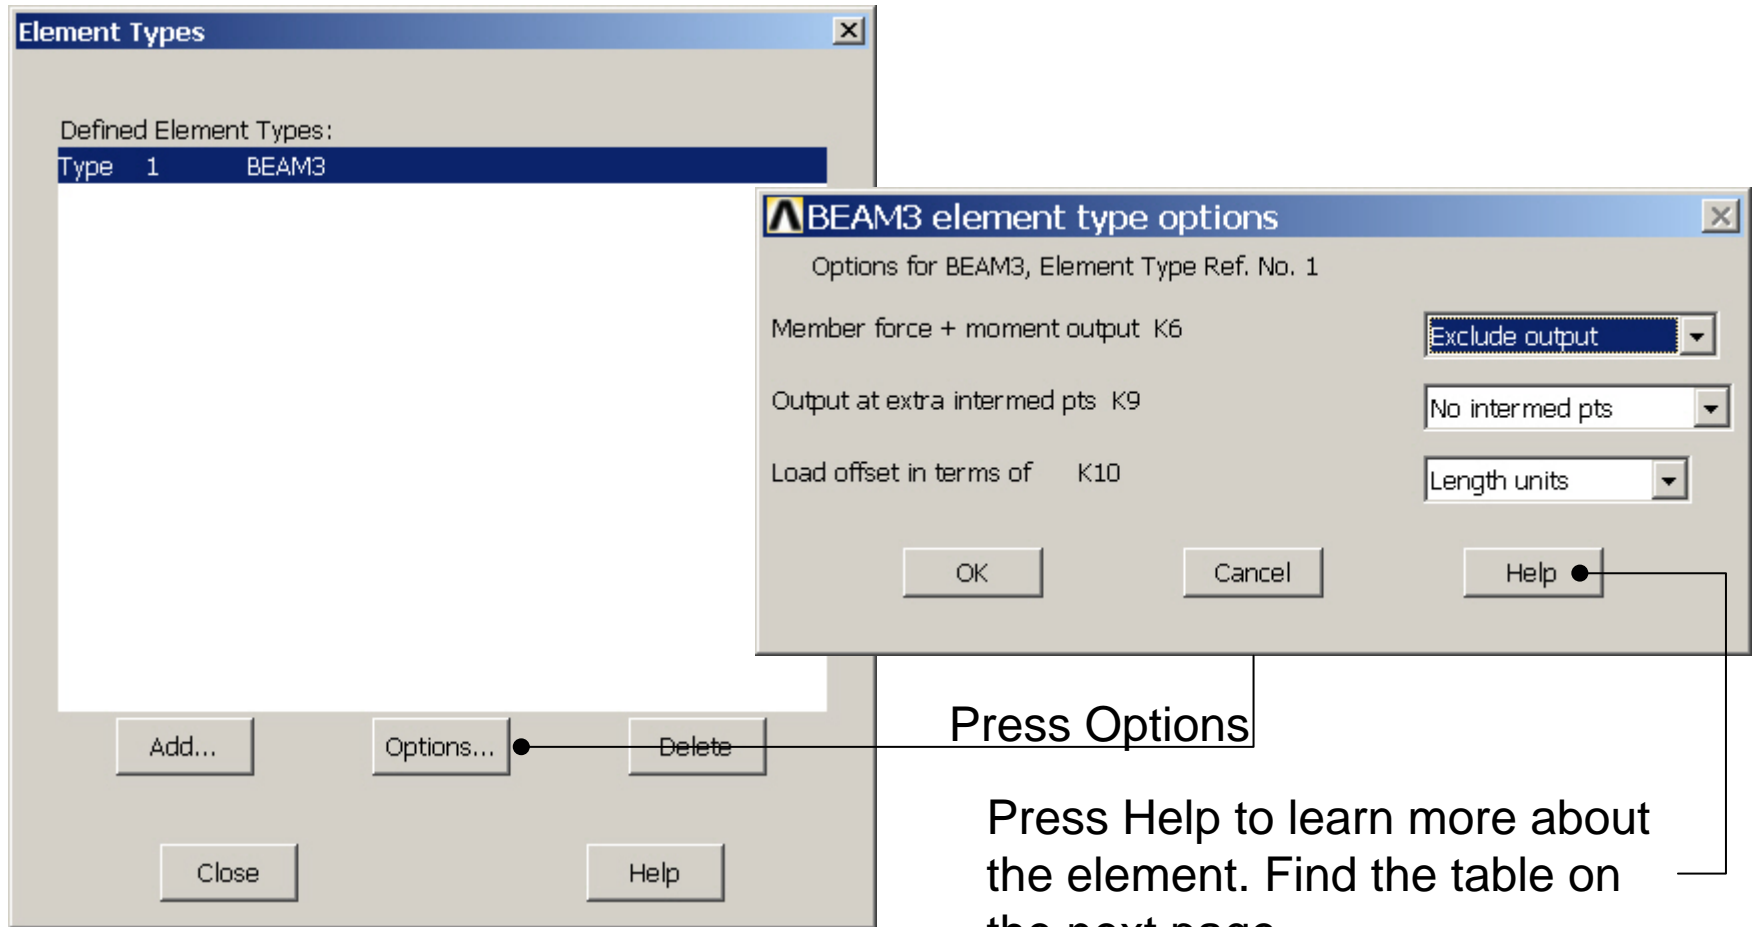 Element Types
Defined Element Types:
Type 1 BEAM3
Add...
Options...
Delete
Close
Help
BEAM3 element type options
Options for BEAM3, Element Type Ref. No. 1
Member force + moment output K6
Exclude output
Output at extra intermed pts K9
No intermed pts
Load offset in terms of K10
Length units
OK
Cancel
Help
Press Options
Press Help to learn more about
the element. Find the table on
the next page